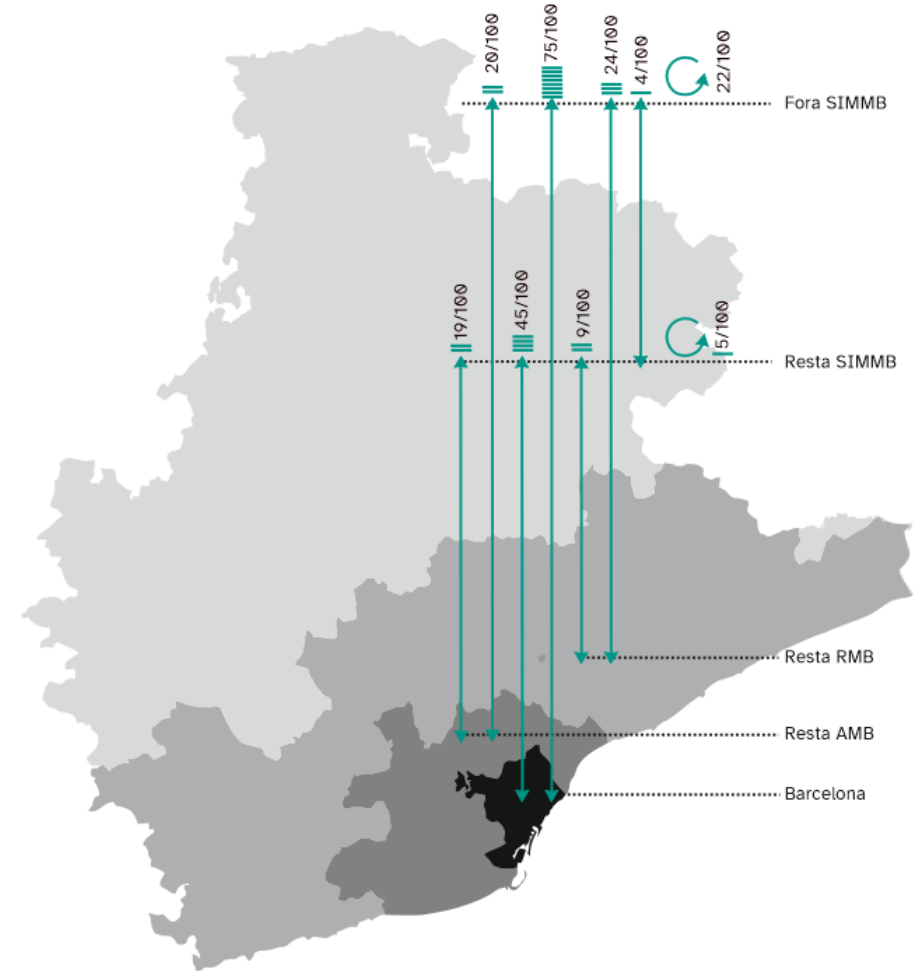 20/100
75/100
24/100
4/100
22/100
Fora SIMMB
19/100
45/100
9/100
5/100
Resta SIMMB
Resta RMB
Resta AMB
Barcelona